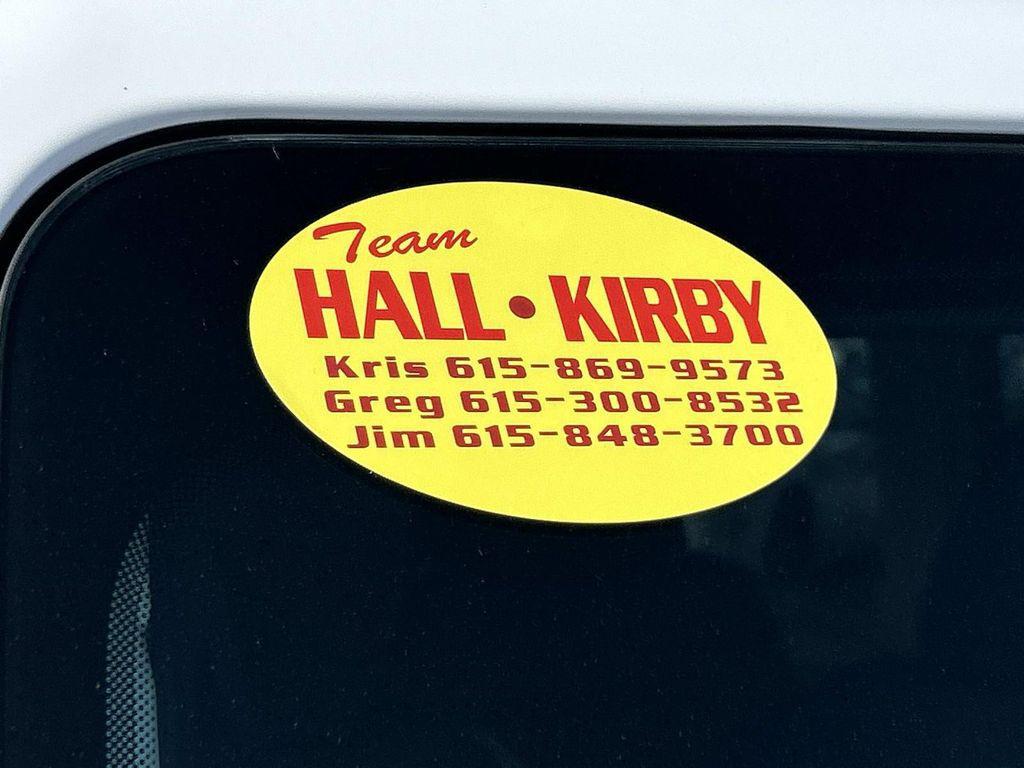 Team
HALL • KIRBY
Kris 615-869-9573
Greg 615-300-8532
Jim 615-848-3700